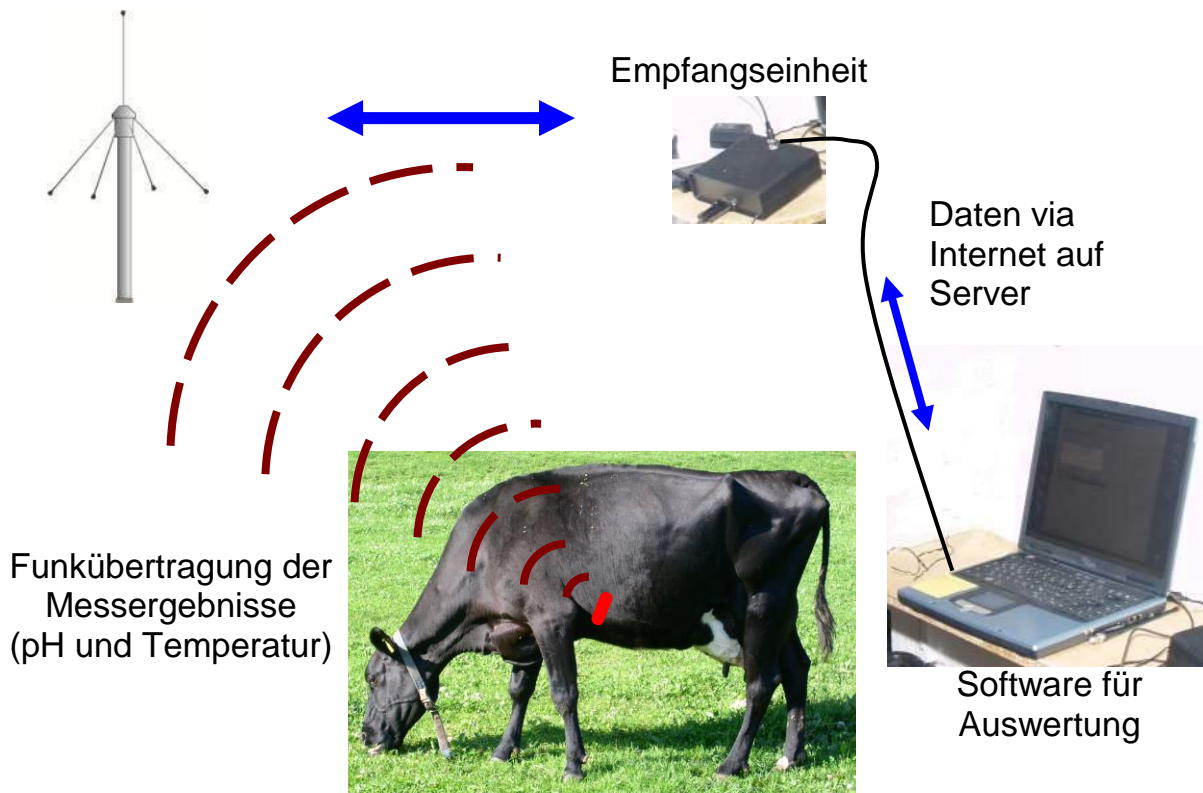 Empfangseinheit
Daten via
Internet auf
Server
Funkübertragung der
Messergebnisse
(pH und Temperatur)
Software für
Auswertung